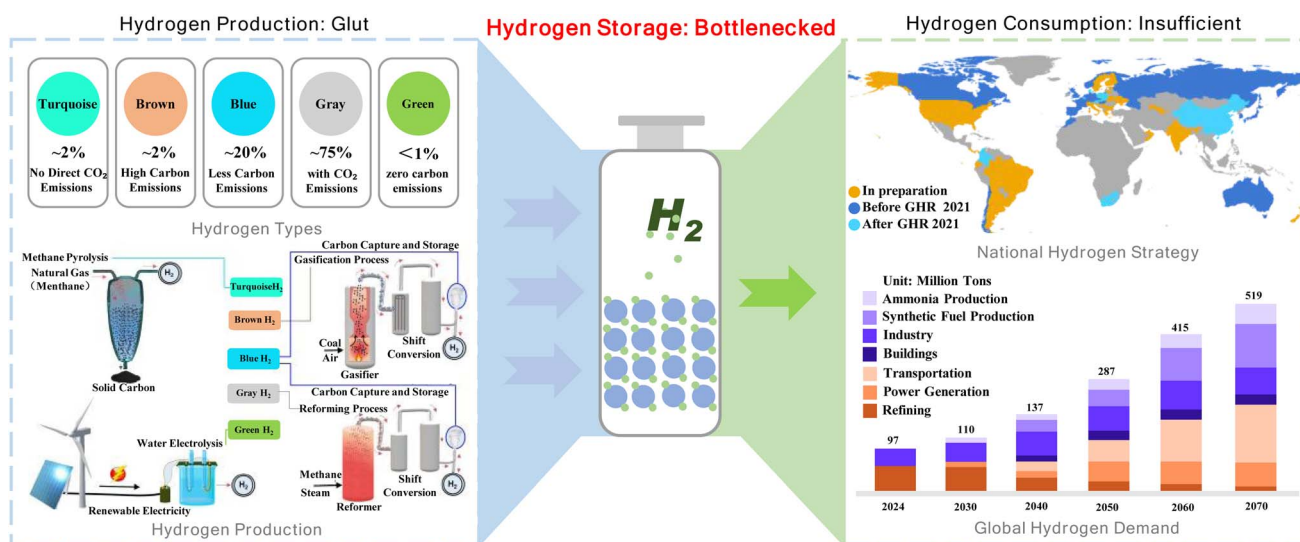 Hydrogen Production: Glut
Turquoise
~2%
No Direct CO₂
Emissions
Brown
~2%
High Carbon
Emissions
Blue
~20%
Less Carbon
Emissions
Gray
~75%
with CO₂
Emissions
Green
<1%
zero carbon
emissions
Hydrogen Types
Methane Pyrolysis
Natural Gas
(Menthane)
H₂
Solid Carbon
TurquoiseH₂
Brown H₂
Blue H₂
Gray H₂
Green H₂
Carbon Capture and Storage
Gasification Process
Coal
Air
Gasifier
Shift
Conversion
H₂
Carbon Capture and Storage
Reforming Process
Methane
Steam
Reformer
Shift
Conversion
H₂
Water Electrolysis
H₂
Renewable Electricity
Hydrogen Production
Hydrogen Storage: Bottlenecked
H₂
Hydrogen Consumption: Insufficient
In preparation
Before GHR 2021
After GHR 2021
National Hydrogen Strategy
Unit: Million Tons
Ammonia Production
Synthetic Fuel Production
Industry
Buildings
Transportation
Power Generation
Refining
97
110
137
287
415
519
2024
2030
2040
2050
2060
2070
Global Hydrogen Demand